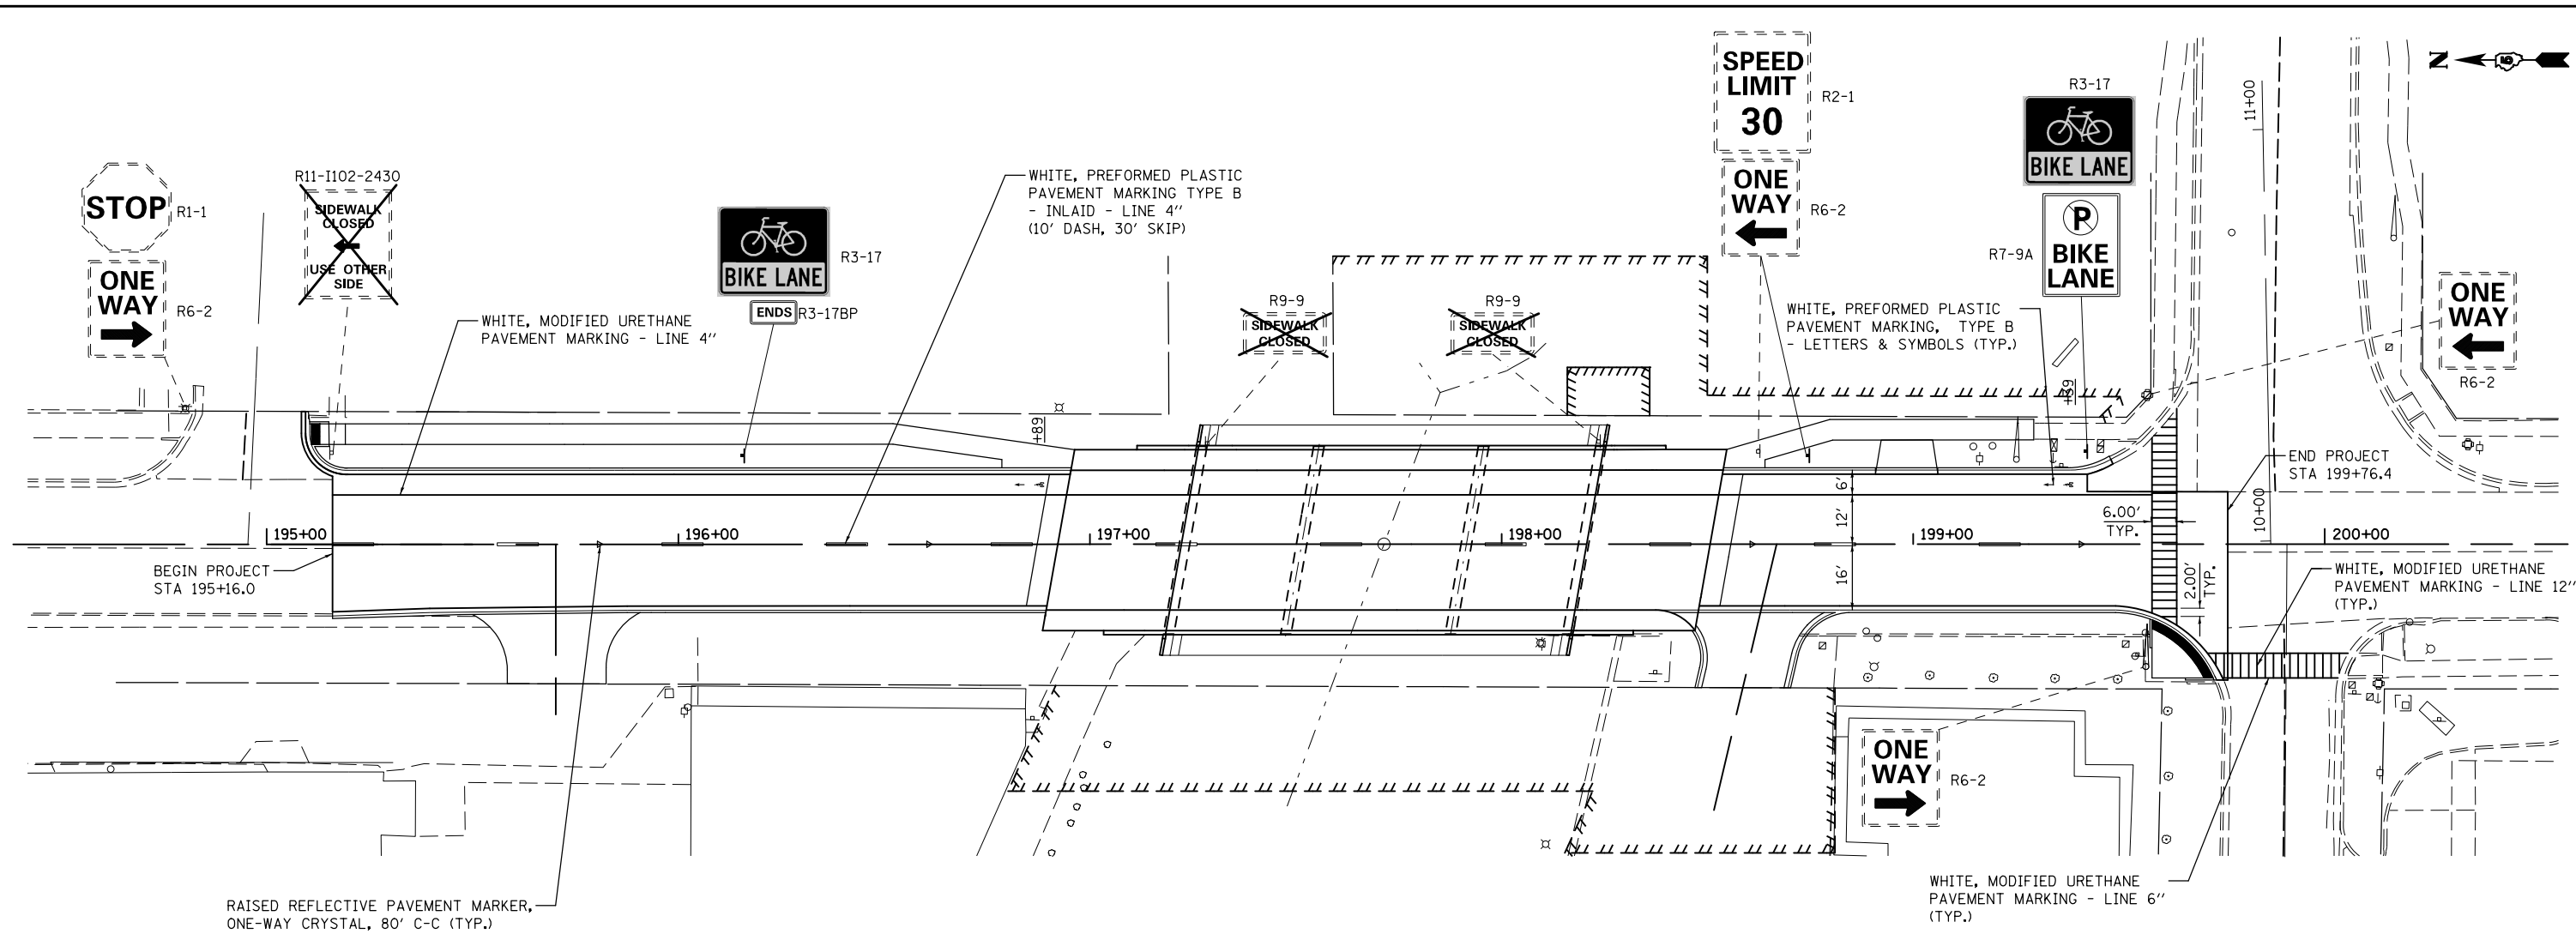 N
STOP
R1-1
ONE
WAY
R6-2
R11-I102-2430
SIDEWALK
CLOSED
USE OTHER
SIDE
WHITE, MODIFIED URETHANE
PAVEMENT MARKING - LINE 4"
BIKE LANE
R3-17
ENDS
R3-17BP
WHITE, PREFORMED PLASTIC
PAVEMENT MARKING TYPE B
- INLAID - LINE 4"
(10' DASH, 30' SKIP)
R9-9
SIDEWALK
CLOSED
R9-9
SIDEWALK
CLOSED
SPEED
LIMIT
30
R2-1
ONE
WAY
R6-2
WHITE, PREFORMED PLASTIC
PAVEMENT MARKING, TYPE B
- LETTERS & SYMBOLS (TYP.)
R3-17
BIKE LANE
R7-9A
P
BIKE
LANE
11+00
ONE
WAY
R6-2
+89
+39
END PROJECT
STA 199+76.4
6'
12'
16'
6.00'
TYP.
2.00'
TYP.
10+00
195+00
196+00
197+00
198+00
199+00
200+00
BEGIN PROJECT
STA 195+16.0
WHITE, MODIFIED URETHANE
PAVEMENT MARKING - LINE 12"
(TYP.)
ONE
WAY
R6-2
RAISED REFLECTIVE PAVEMENT MARKER,
ONE-WAY CRYSTAL, 80' C-C (TYP.)
WHITE, MODIFIED URETHANE
PAVEMENT MARKING - LINE 6"
(TYP.)